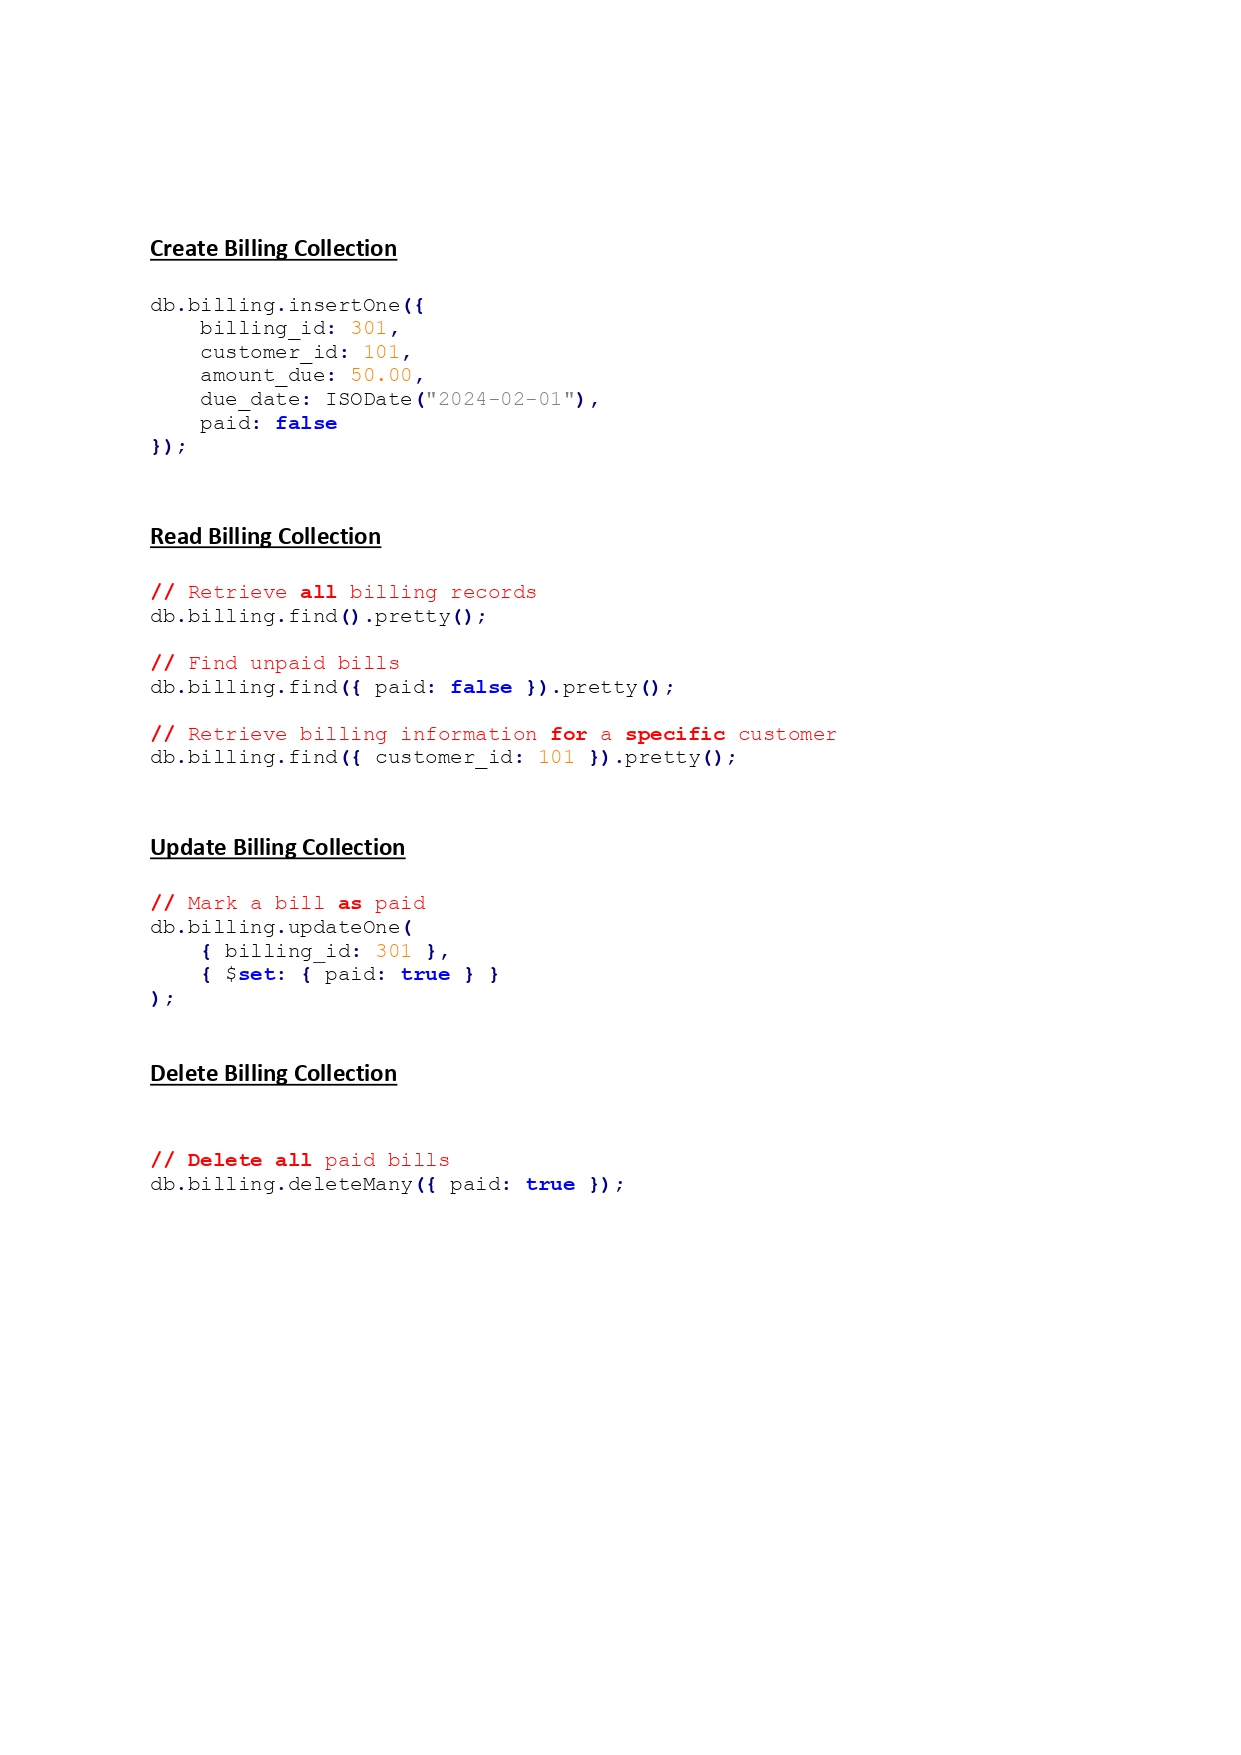 Create Billing Collection
db.billing.insertOne({
    billing_id: 301,
    customer_id: 101,
    amount_due: 50.00,
    due_date: ISODate("2024-02-01"),
    paid: false
});
Read Billing Collection
// Retrieve all billing records
db.billing.find().pretty();
// Find unpaid bills
db.billing.find({ paid: false }).pretty();
// Retrieve billing information for a specific customer
db.billing.find({ customer_id: 101 }).pretty();
Update Billing Collection
// Mark a bill as paid
db.billing.updateOne(
    { billing_id: 301 },
    { $set: { paid: true } }
);
Delete Billing Collection
// Delete all paid bills
db.billing.deleteMany({ paid: true });